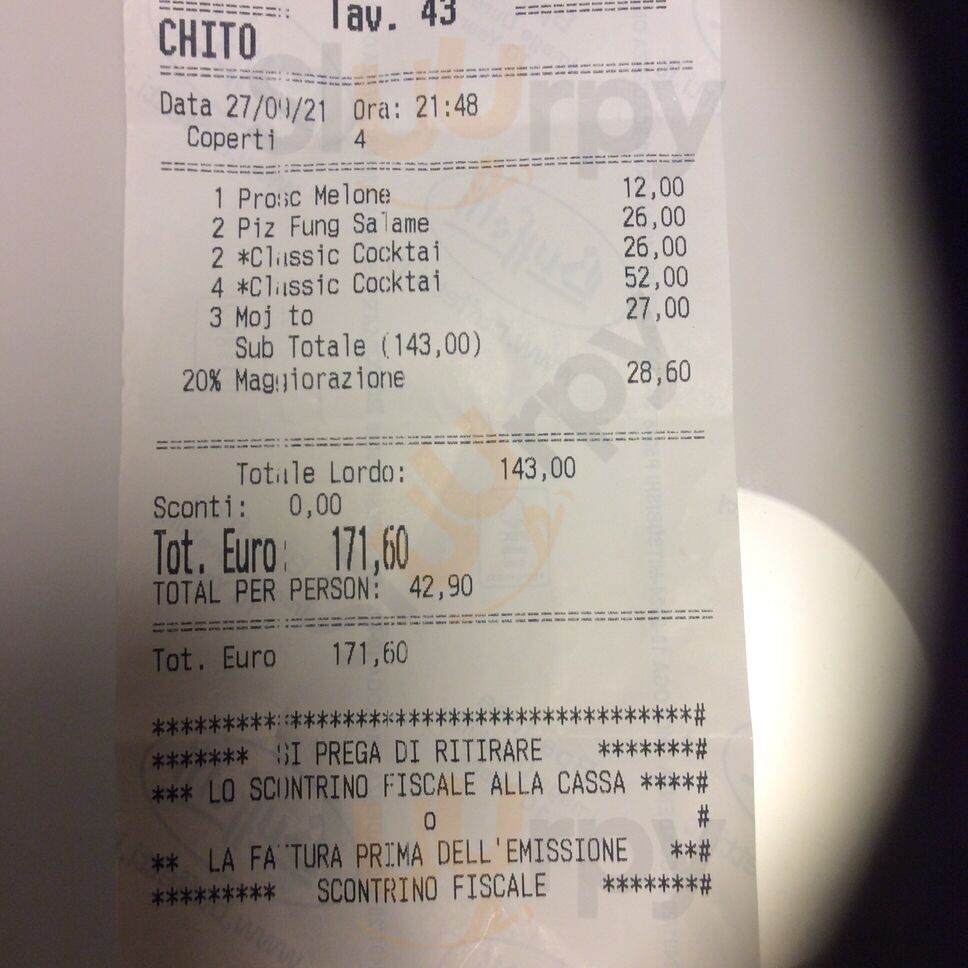 Tav. 43
CHITO
Data 27/09/21 Ora: 21:48
Coperti 4
1 Prosc Melone 12,00
2 Piz Fung Salame 26,00
2 *Classic Cocktai 26,00
4 *Classic Cocktai 52,00
3 Mojito 27,00
Sub Totale (143,00)
20% Maggiorazione 28,60
Totale Lordo: 143,00
Sconti: 0,00
Tot. Euro: 171,60
TOTAL PER PERSON: 42,90
Tot. Euro 171,60
****************************************#
******* SI PREGA DI RITIRARE ********#
*** LO SCONTRINO FISCALE ALLA CASSA ****#
O #
** LA FATTURA PRIMA DELL'EMISSIONE **#
********* SCONTRINO FISCALE *******#
sluurpy